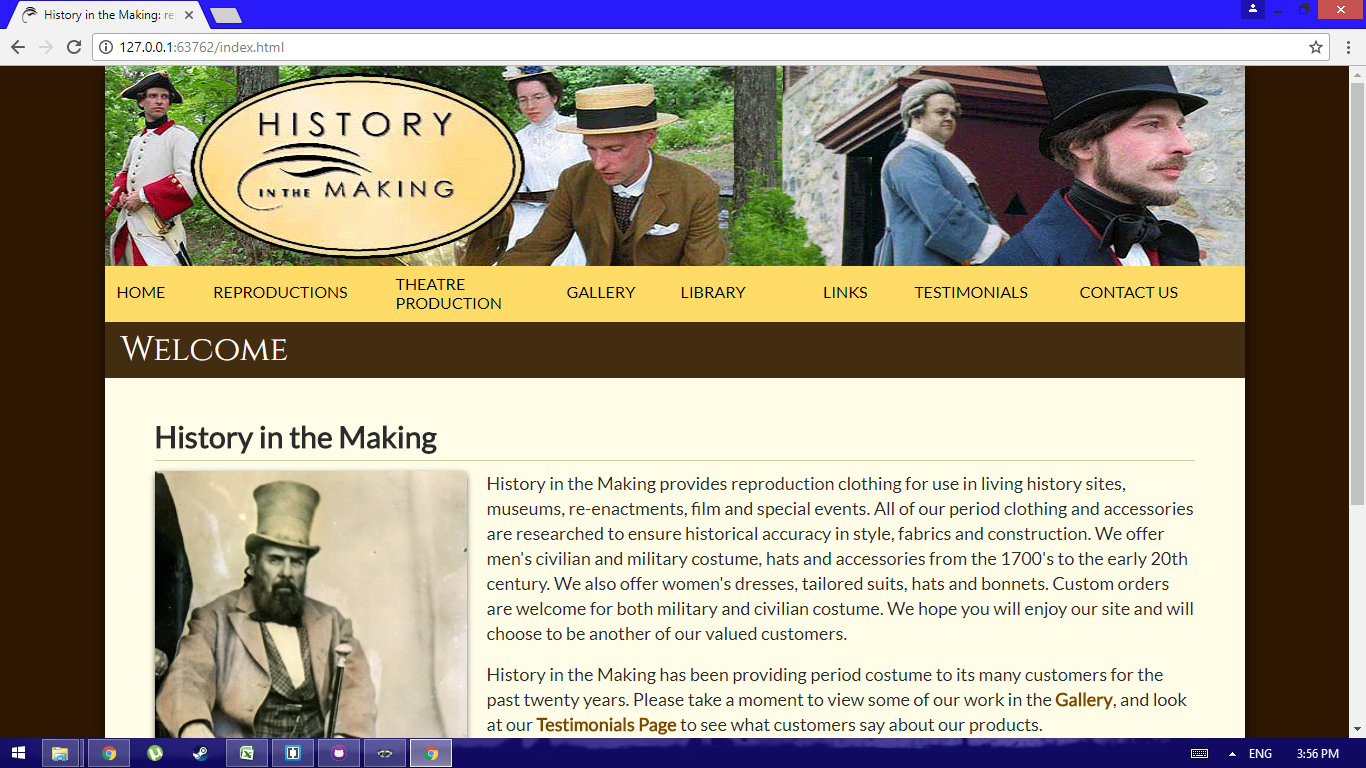 History in the Making: re
127.0.0.1:63762/index.html
HISTORY
IN THE MAKING
HOME
REPRODUCTIONS
THEATRE
PRODUCTION
GALLERY
LIBRARY
LINKS
TESTIMONIALS
CONTACT US
Welcome
History in the Making
History in the Making provides reproduction clothing for use in living history sites,
museums, re-enactments, film and special events. All of our period clothing and accessories
are researched to ensure historical accuracy in style, fabrics and construction. We offer
men's civilian and military costume, hats and accessories from the 1700's to the early 20th
century. We also offer women's dresses, tailored suits, hats and bonnets. Custom orders
are welcome for both military and civilian costume. We hope you will enjoy our site and will
choose to be another of our valued customers.
History in the Making has been providing period costume to its many customers for the
past twenty years. Please take a moment to view some of our work in the Gallery, and look
at our Testimonials Page to see what customers say about our products.
ENG
3:56 PM